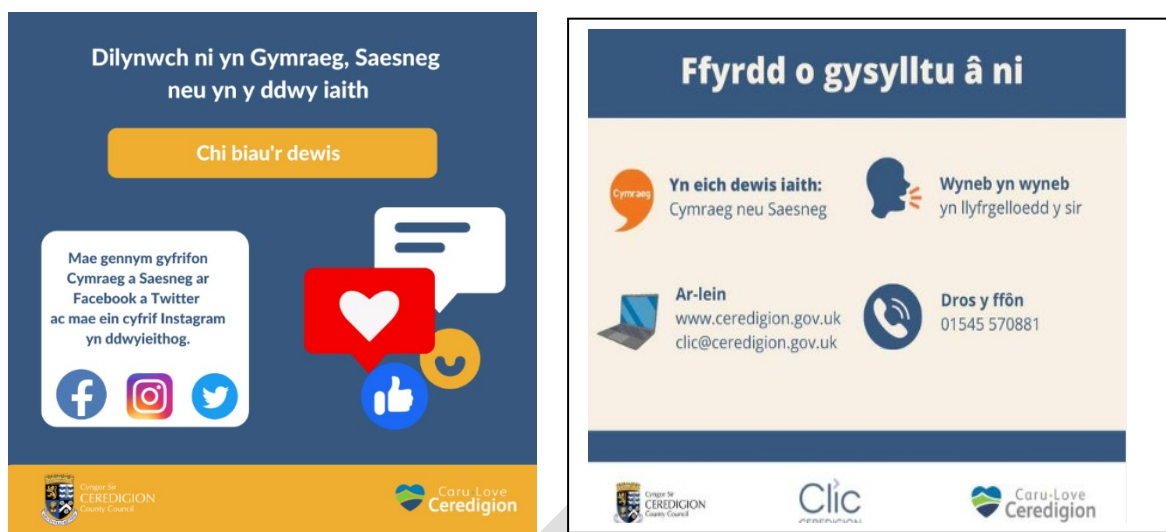 Dilynwch ni yn Gymraeg, Saesneg
neu yn y ddwy iaith
Chi biau'r dewis
Mae gennym gyfrifon
Cymraeg a Saesneg ar
Facebook a Twitter
ac mae ein cyfrif Instagram
yn ddwyieithog.
Cyngor Sir
CEREDIGION
County Council
Caru·Love
Ceredigion
Ffyrdd o gysylltu â ni
Cymraeg
Yn eich dewis iaith:
Cymraeg neu Saesneg
Wyneb yn wyneb
yn llyfrgelloedd y sir
Ar-lein
www.ceredigion.gov.uk
clic@ceredigion.gov.uk
Dros y ffôn
01545 570881
Cyngor Sir
CEREDIGION
County Council
Clic
CEREDIGION
Caru·Love
Ceredigion